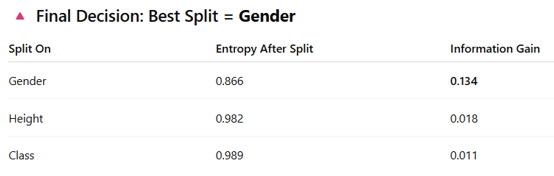 Final Decision: Best Split = Gender
Split On Entropy After Split Information Gain
Gender 0.866 0.134
Height 0.982 0.018
Class 0.989 0.011